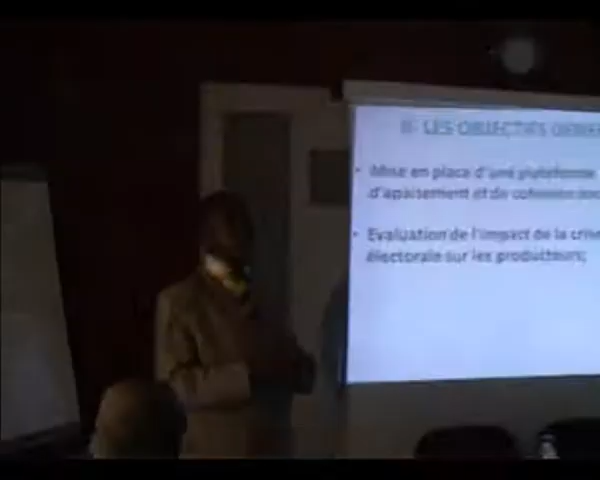 II- LES OBJECTIFS
• Mise en place d'une plateforme
d'apaisement et de cohésion
• Evaluation de l'impact de la crise
électorale sur les producteurs;